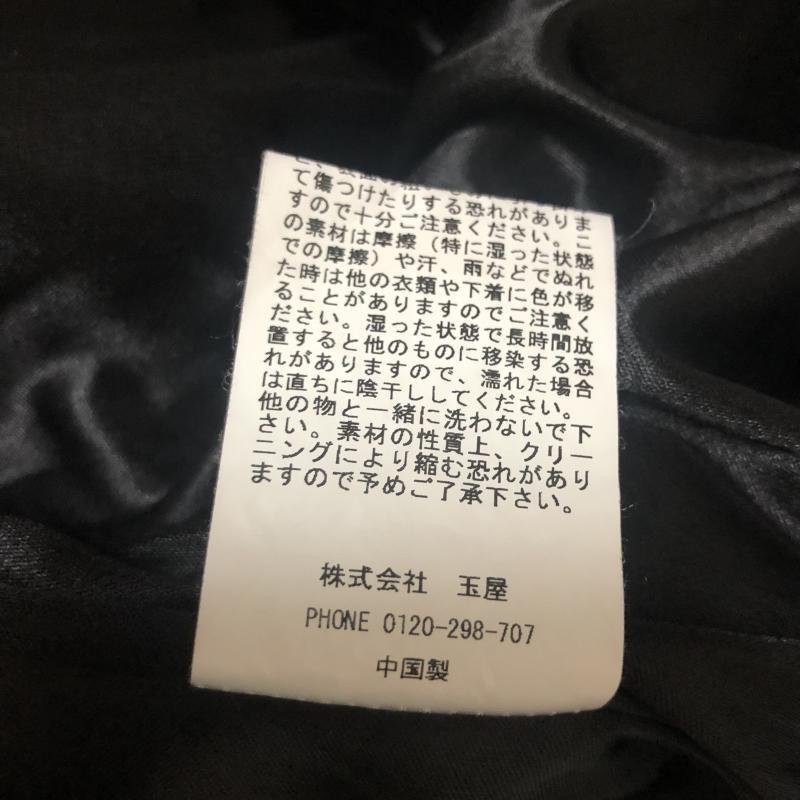 て傷つけたりする恐れがありま
すので十分ご注意ください。こ
の素材は摩擦（特に湿った状態
での摩擦）や汗、雨などでぬれ
た時は他の衣類や下着に色が移
ることがありますのでご注意く
ださい。湿った状態で長時間放
置すると他のものに移染する恐
れがありますので、濡れた場合
は直ちに陰干ししてください。
他の物と一緒に洗わないで下
さい。素材の性質上、クリー
ニングにより縮む恐れがあり
ますので予めご了承下さい。
株式会社 玉屋
PHONE 0120-298-707
中国製